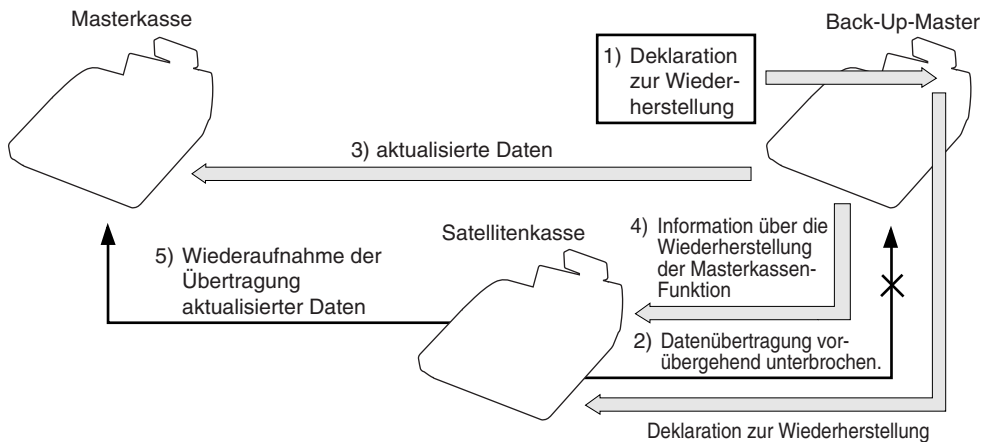 Masterkasse
Back-Up-Master
1) Deklaration
zur Wieder-
herstellung
3) aktualisierte Daten
Satellitenkasse
4) Information über die
Wiederherstellung
der Masterkassen-
Funktion
5) Wiederaufnahme der
Übertragung
aktualisierter Daten
2) Datenübertragung vor-
übergehend unterbrochen.
Deklaration zur Wiederherstellung